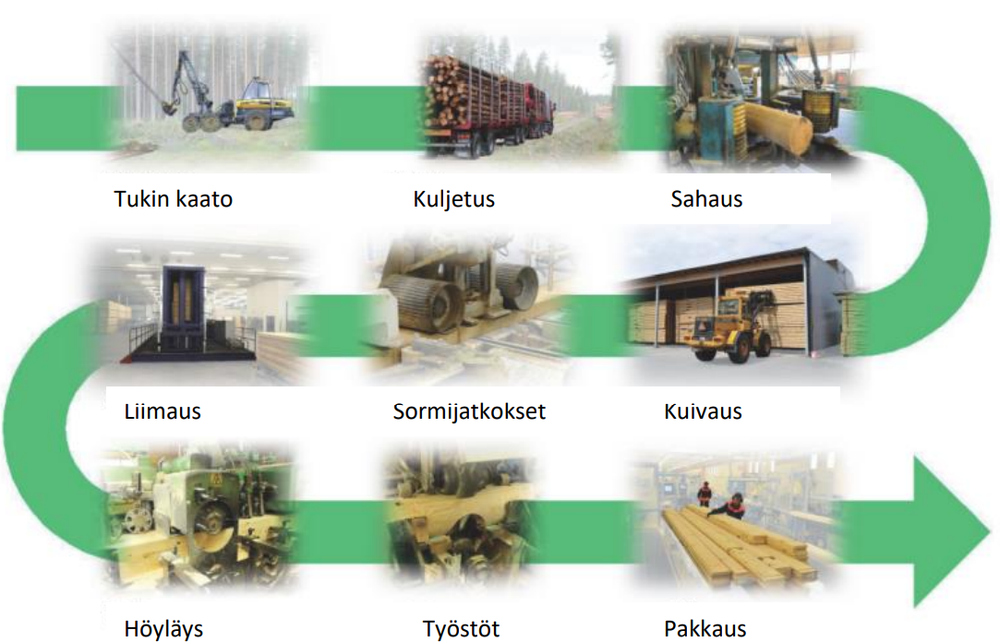 Tukin kaato
Kuljetus
Sahaus
Liimaus
Sormijatkokset
Kuivaus
Höyläys
Työstöt
Pakkaus